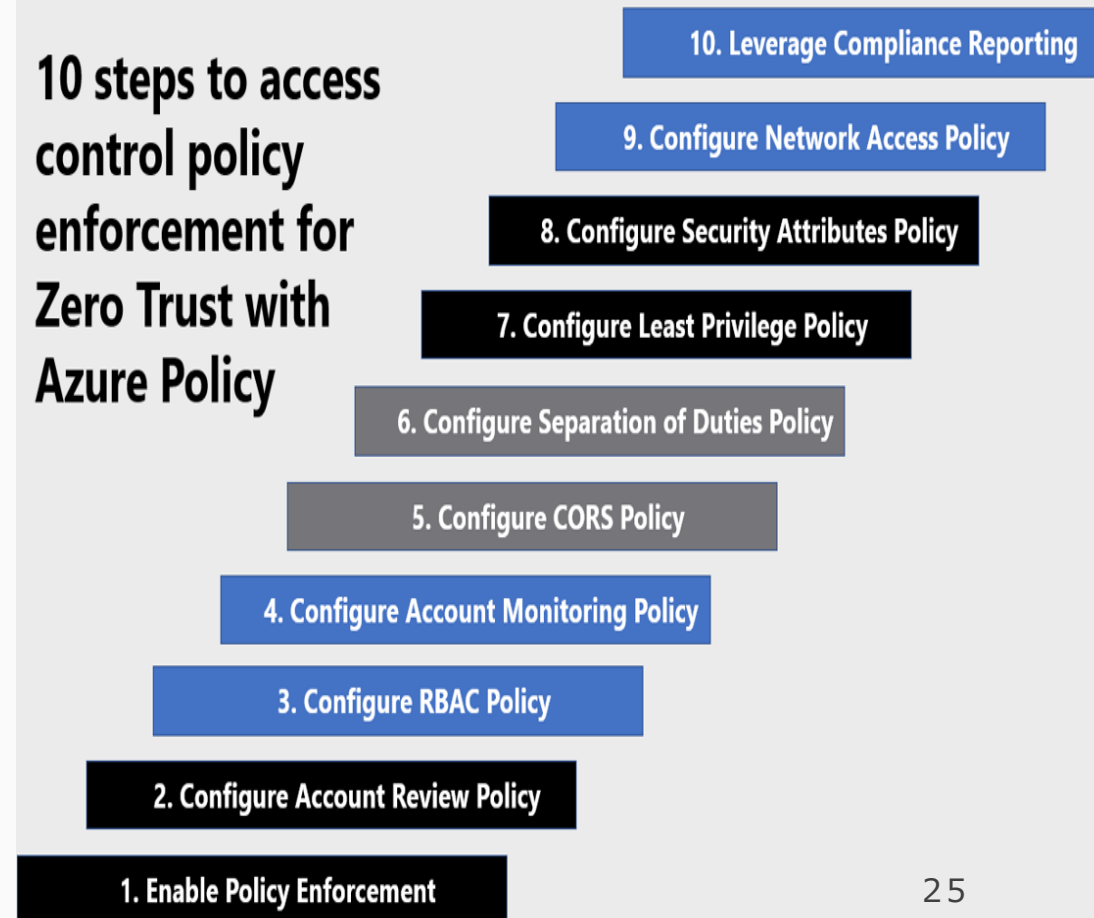 10 steps to access
control policy
enforcement for
Zero Trust with
Azure Policy
10. Leverage Compliance Reporting
9. Configure Network Access Policy
8. Configure Security Attributes Policy
7. Configure Least Privilege Policy
6. Configure Separation of Duties Policy
5. Configure CORS Policy
4. Configure Account Monitoring Policy
3. Configure RBAC Policy
2. Configure Account Review Policy
1. Enable Policy Enforcement
25